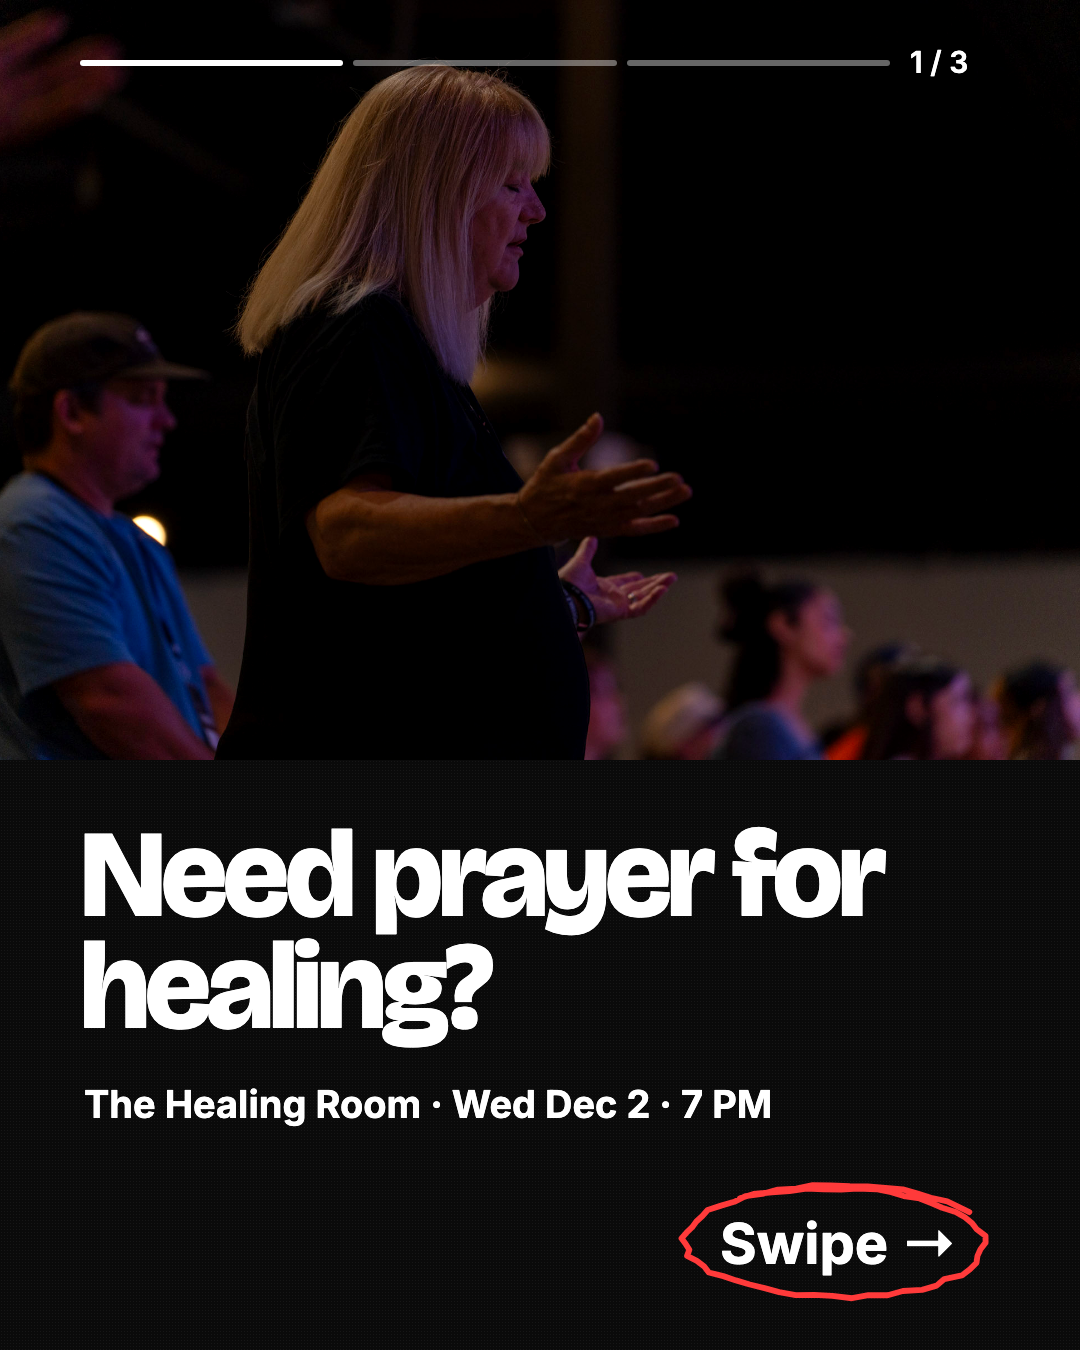 1 / 3
Need prayer for
healing?
The Healing Room · Wed Dec 2 · 7 PM
Swipe →